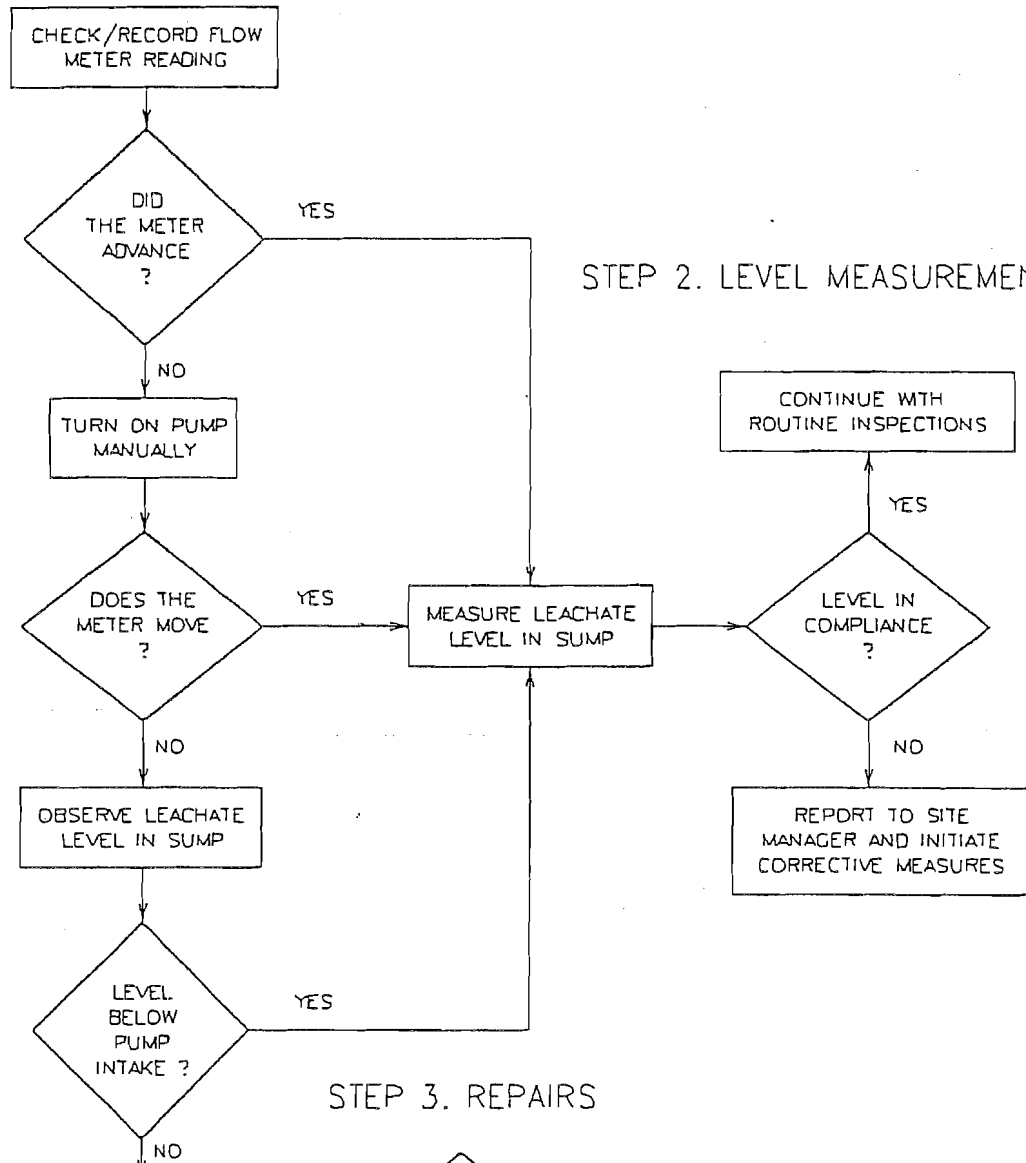 CHECK/RECORD FLOW
METER READING
DID
THE METER
ADVANCE
?
YES
STEP 2. LEVEL MEASUREMEN
NO
TURN ON PUMP
MANUALLY
CONTINUE WTH
ROUTINE INSPECTIONS
YES
DOES THE
METER MOVE
?
YES
MEASURE LEACHATE
LEVEL IN SUMP
LEVEL IN
COMPLIANCE
?
NO
NO
OBSERVE LEACHATE
LEVEL IN SUMP
REPORT TO SITE
MANAGER AND INITIATE
CORRECTIVE MEASURES
LEVEL
BELOW
PUMP
INTAKE ?
YES
STEP 3. REPAIRS
NO